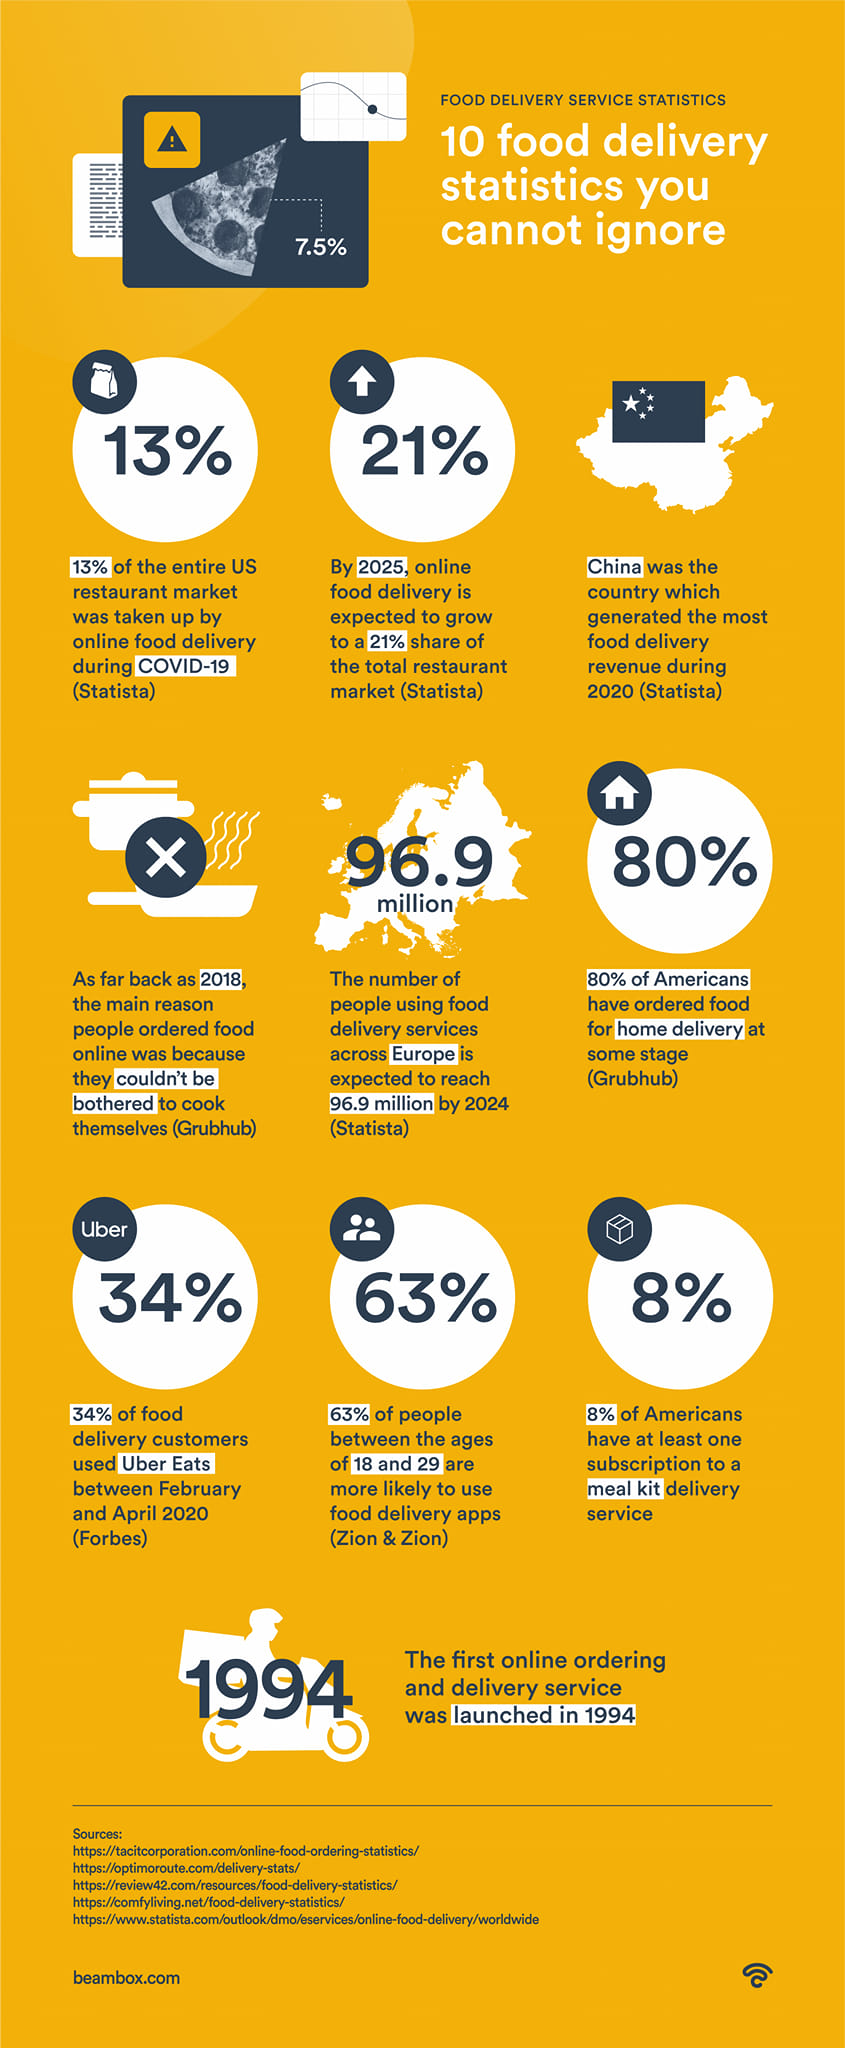 FOOD DELIVERY SERVICE STATISTICS
10 food delivery
statistics you
cannot ignore
7.5%
13%
13% of the entire US
restaurant market
was taken up by
online food delivery
during COVID-19
(Statista)
21%
By 2025, online
food delivery is
expected to grow
to a 21% share of
the total restaurant
market (Statista)
China was the
country which
generated the most
food delivery
revenue during
2020 (Statista)
As far back as 2018,
the main reason
people ordered food
online was because
they couldn't be
bothered to cook
themselves (Grubhub)
96.9
million
The number of
people using food
delivery services
across Europe is
expected to reach
96.9 million by 2024
(Statista)
80%
80% of Americans
have ordered food
for home delivery at
some stage
(Grubhub)
Uber
34%
34% of food
delivery customers
used Uber Eats
between February
and April 2020
(Forbes)
63%
63% of people
between the ages
of 18 and 29 are
more likely to use
food delivery apps
(Zion & Zion)
8%
8% of Americans
have at least one
subscription to a
meal kit delivery
service
1994
The first online ordering
and delivery service
was launched in 1994
Sources:
https://tacitcorporation.com/online-food-ordering-statistics/
https://optimoroute.com/delivery-stats/
https://review42.com/resources/food-delivery-statistics/
https://comfyliving.net/food-delivery-statistics/
https://www.statista.com/outlook/dmo/eservices/online-food-delivery/worldwide
beambox.com